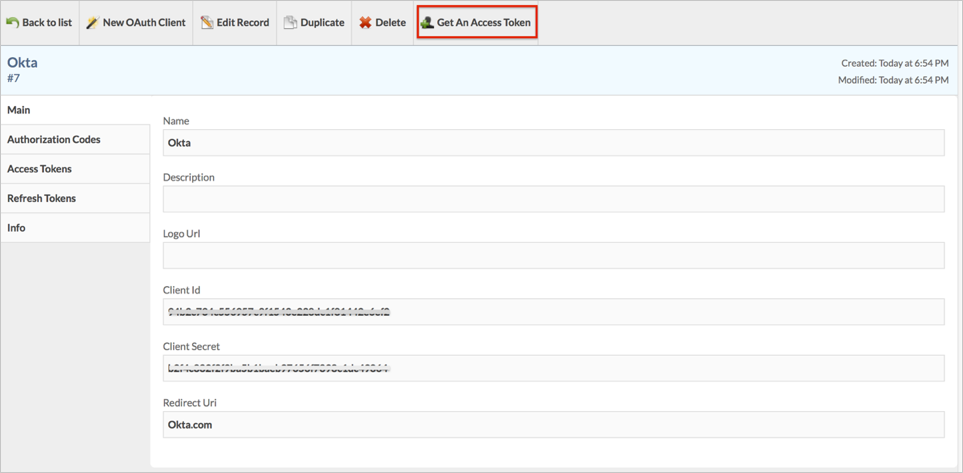 Back to list New OAuth Client Edit Record Duplicate Delete Get An Access Token
Okta
#7
Created: Today at 6:54 PM
Modified: Today at 6:54 PM
Main
Authorization Codes
Access Tokens
Refresh Tokens
Info
Name
Okta
Description
Logo Url
Client Id
Client Secret
Redirect Uri
Okta.com